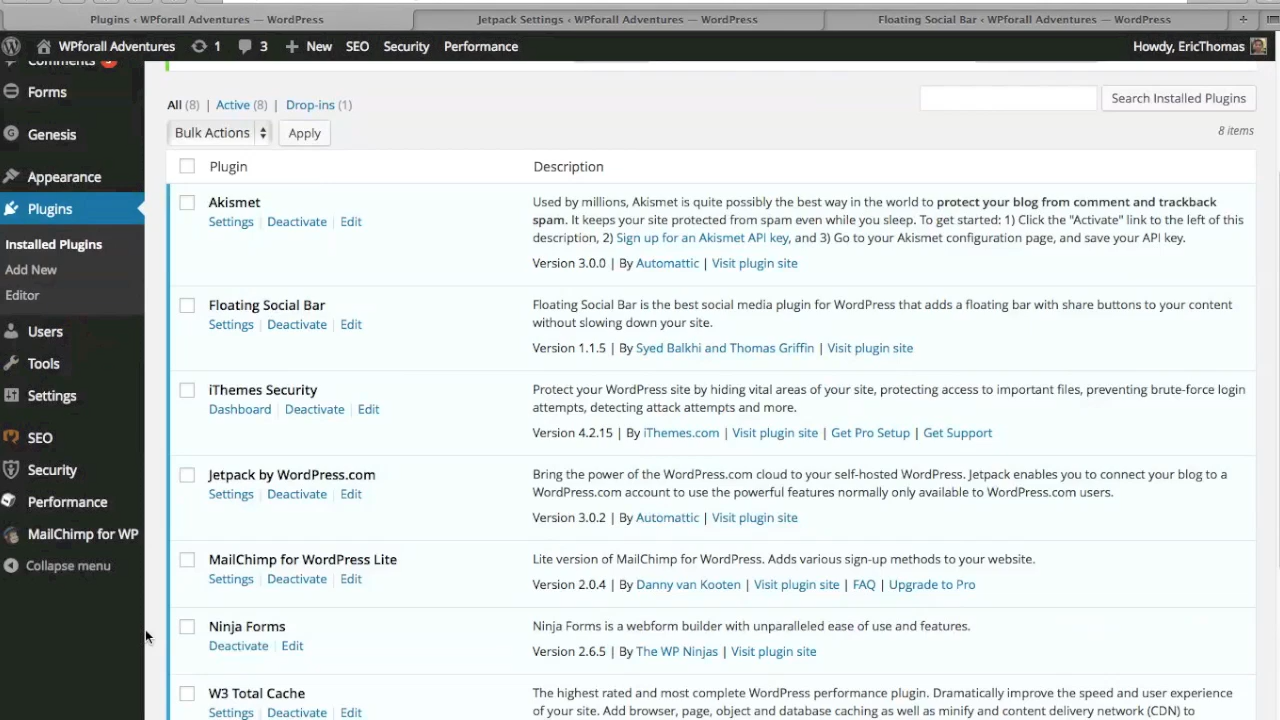 Plugins ‹ WPforall Adventures — WordPress
Jetpack Settings ‹ WPforall Adventures — WordPress
Floating Social Bar ‹ WPforall Adventures — WordPress
+
WPforall Adventures 1 3 + New SEO Security Performance Howdy, EricThomas
Comments
Forms
Genesis
Appearance
Plugins
Installed Plugins
Add New
Editor
Users
Tools
Settings
SEO
Security
Performance
MailChimp for WP
Collapse menu
All (8) | Active (8) | Drop-ins (1)
Search Installed Plugins
Bulk Actions Apply
8 items
Plugin Description
Akismet
Settings | Deactivate | Edit
Used by millions, Akismet is quite possibly the best way in the world to protect your blog from comment and trackback
spam. It keeps your site protected from spam even while you sleep. To get started: 1) Click the "Activate" link to the left of this
description, 2) Sign up for an Akismet API key, and 3) Go to your Akismet configuration page, and save your API key.
Version 3.0.0 | By Automattic | Visit plugin site
Floating Social Bar
Settings | Deactivate | Edit
Floating Social Bar is the best social media plugin for WordPress that adds a floating bar with share buttons to your content
without slowing down your site.
Version 1.1.5 | By Syed Balkhi and Thomas Griffin | Visit plugin site
iThemes Security
Dashboard | Deactivate | Edit
Protect your WordPress site by hiding vital areas of your site, protecting access to important files, preventing brute-force login
attempts, detecting attack attempts and more.
Version 4.2.15 | By iThemes.com | Visit plugin site | Get Pro Setup | Get Support
Jetpack by WordPress.com
Settings | Deactivate | Edit
Bring the power of the WordPress.com cloud to your self-hosted WordPress. Jetpack enables you to connect your blog to a
WordPress.com account to use the powerful features normally only available to WordPress.com users.
Version 3.0.2 | By Automattic | Visit plugin site
MailChimp for WordPress Lite
Settings | Deactivate | Edit
Lite version of MailChimp for WordPress. Adds various sign-up methods to your website.
Version 2.0.4 | By Danny van Kooten | Visit plugin site | FAQ | Upgrade to Pro
Ninja Forms
Deactivate | Edit
Ninja Forms is a webform builder with unparalleled ease of use and features.
Version 2.6.5 | By The WP Ninjas | Visit plugin site
W3 Total Cache
Settings | Deactivate | Edit
The highest rated and most complete WordPress performance plugin. Dramatically improve the speed and user experience
of your site. Add browser, page, object and database caching as well as minify and content delivery network (CDN) to